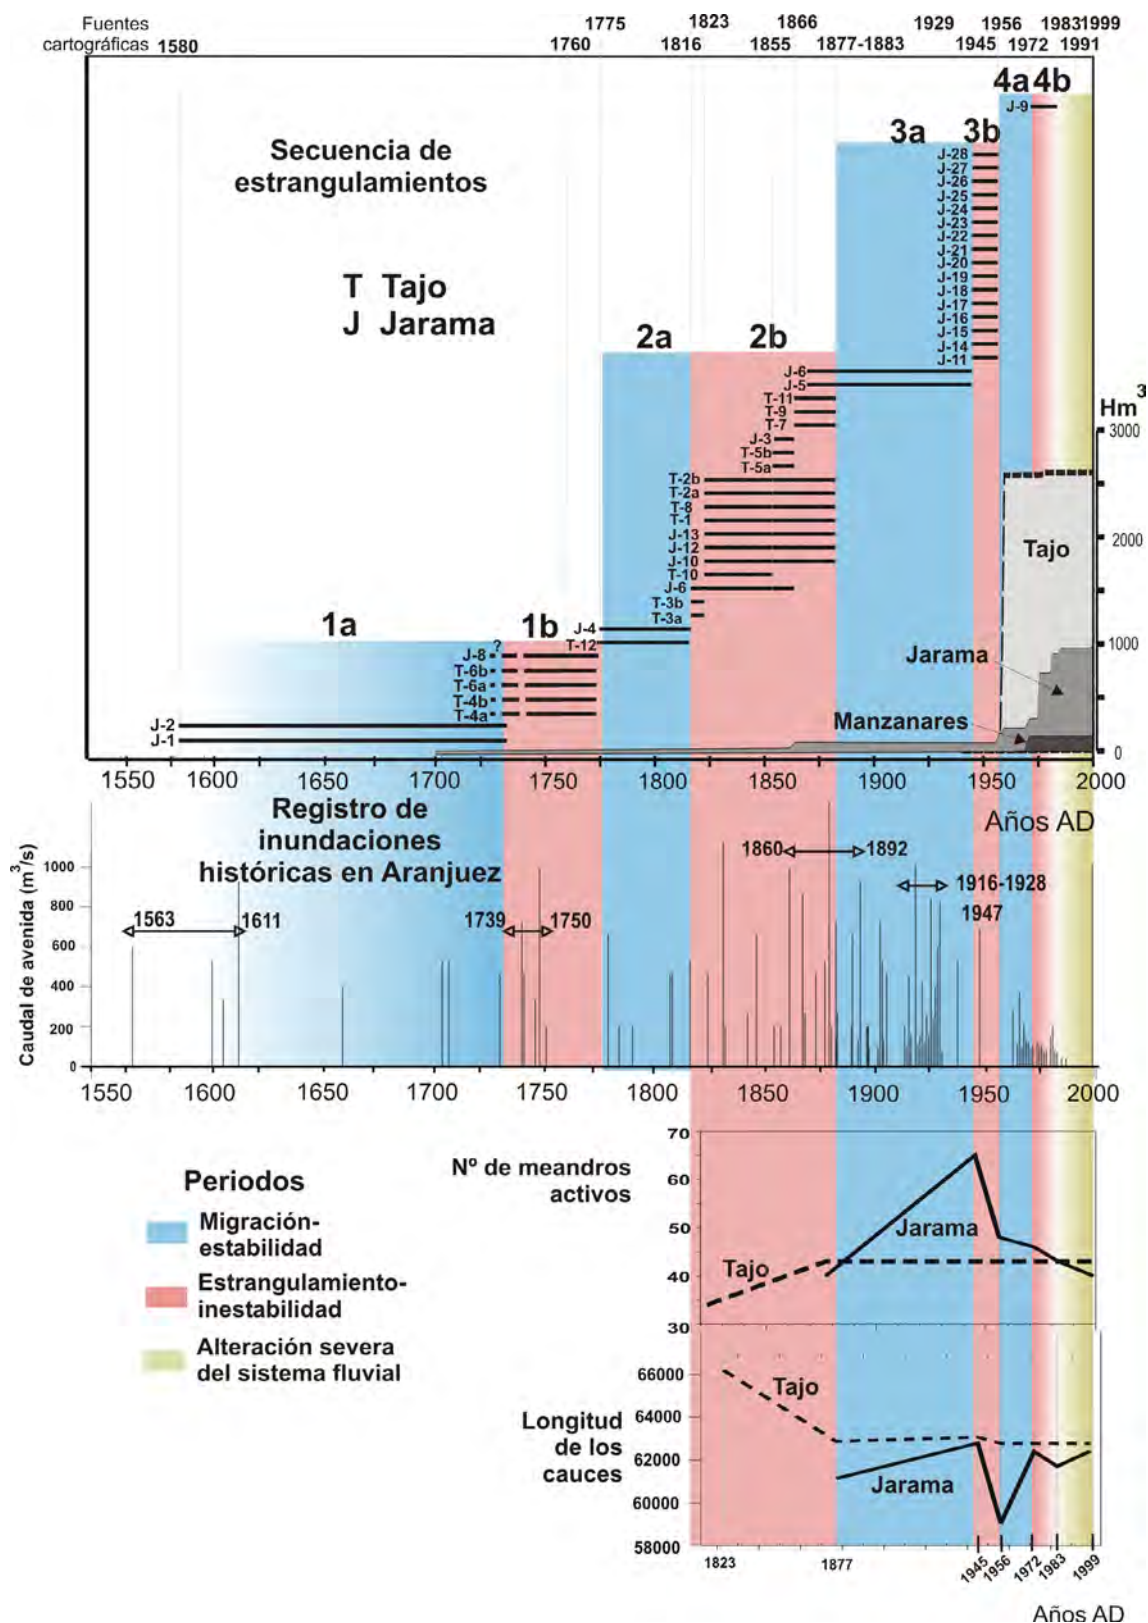 Fuentes
cartográficas
1580
1760
1775
1816
1823
1855
1866
1877-1883
1929
1945
1956
1972
1983
1991
1999
4a 4b
J-9
3a 3b
Secuencia de
estrangulamientos
T Tajo
J Jarama
J-28
J-27
J-26
J-25
J-24
J-23
J-22
J-21
J-20
J-19
J-18
J-17
J-16
J-15
J-14
J-11
2a
2b
J-6
J-5
T-11
T-9
T-7
J-3
T-5b
T-5a
T-2b
T-2a
T-8
T-1
J-13
J-12
J-10
T-10
J-6
T-3b
T-3a
1a
1b
J-4
T-12
?
J-8
T-6b
T-6a
T-4b
T-4a
J-2
J-1
Hm3
3000
2000
1000
0
Tajo
Jarama
Manzanares
1550 1600 1650 1700 1750 1800 1850 1900 1950 2000
Años AD
Registro de
inundaciones
históricas en Aranjuez
Caudal de avenida (m3/s)
1000
800
600
400
200
0
1563
1611
1739
1750
1860
1892
1916-1928
1947
1550 1600 1650 1700 1750 1800 1850 1900 1950 2000
Periodos
Migración-
estabilidad
Estrangulamiento-
inestabilidad
Alteración severa
del sistema fluvial
Nº de meandros
activos
70
60
50
40
30
Jarama
Tajo
Longitud
de los
cauces
66000
64000
62000
60000
58000
Tajo
Jarama
1823 1877 1945 1956 1972 1983 1999
Años AD